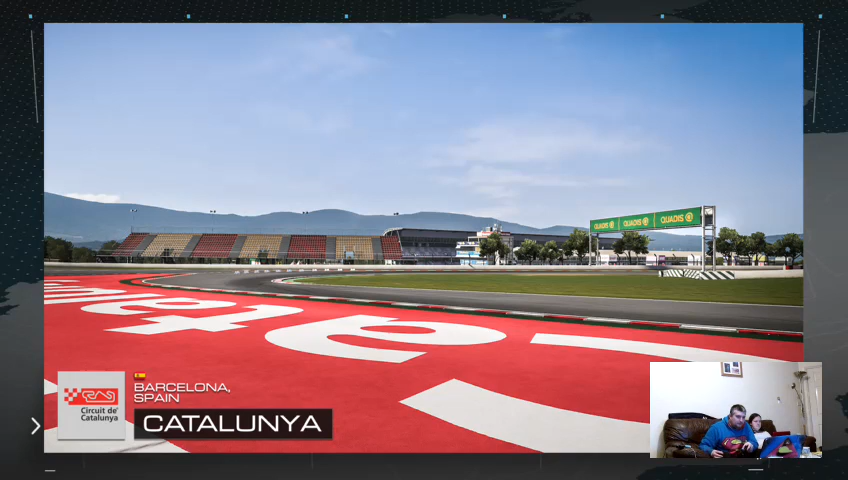 QUADIS QUADIS QUADIS
Circuit de
Catalunya
BARCELONA,
SPAIN
CATALUNYA